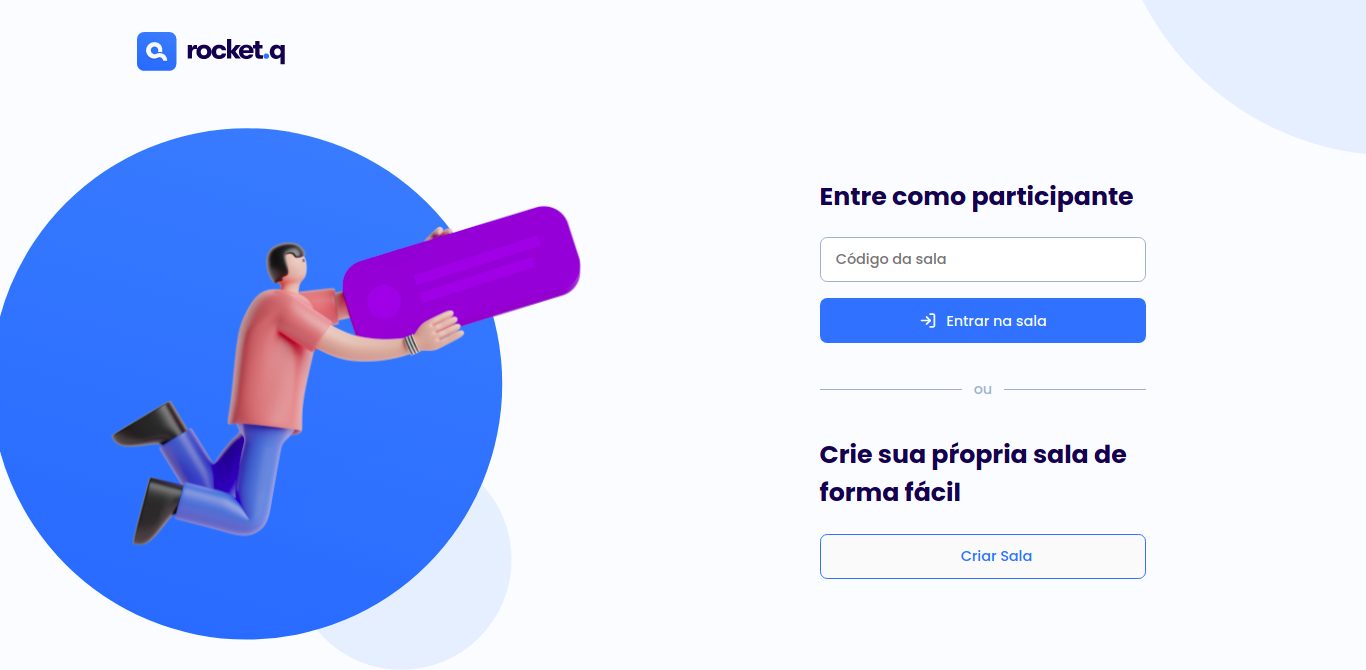 rocket.q
Entre como participante
Código da sala
Entrar na sala
ou
Crie sua pŕopria sala de
forma fácil
Criar Sala